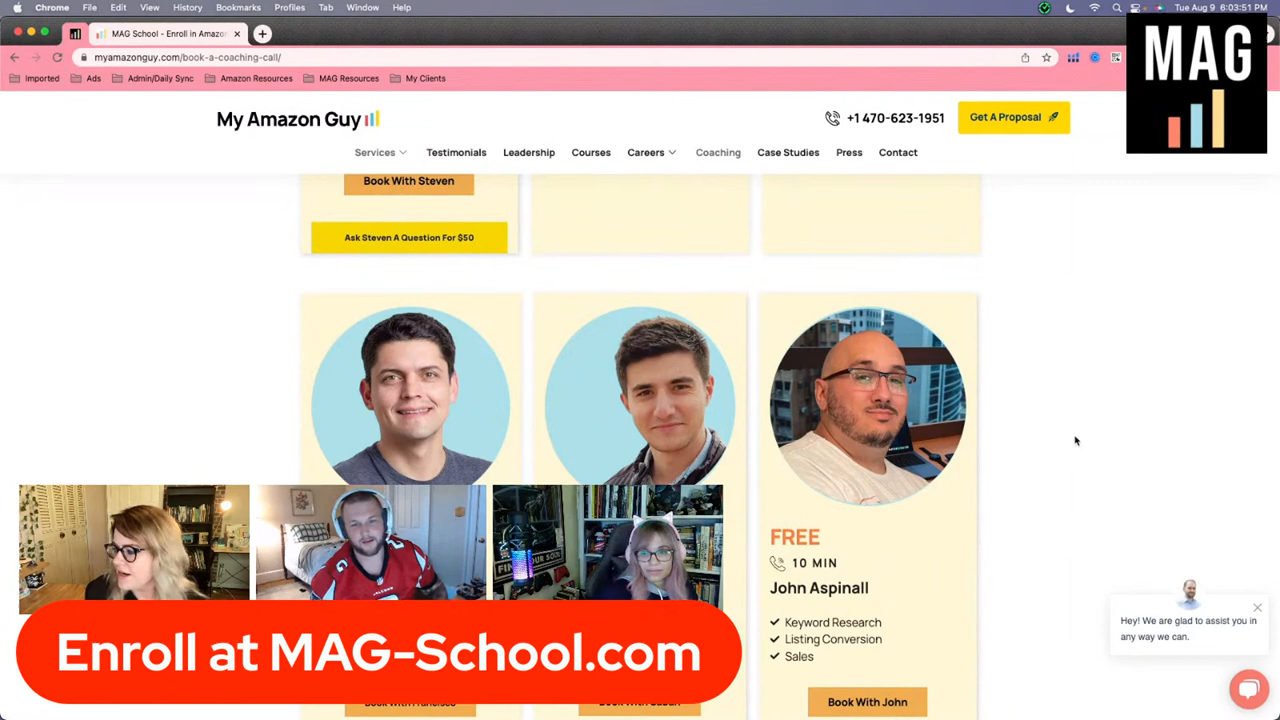 Chrome File Edit View History Bookmarks Profiles Tab Window Help
Tue Aug 9 6:03:51 PM
MAG School - Enroll in Amazon
myamazonguy.com/book-a-coaching-call/
Imported Ads Admin/Daily Sync Amazon Resources MAG Resources My Clients
MAG
My Amazon Guy
+1 470-623-1951
Get A Proposal
Services Testimonials Leadership Courses Careers Coaching Case Studies Press Contact
Book With Steven
Ask Steven A Question For $50
FREE
10 MIN
John Aspinall
Keyword Research
Listing Conversion
Sales
Book With John
Hey! We are glad to assist you in
any way we can.
Enroll at MAG-School.com